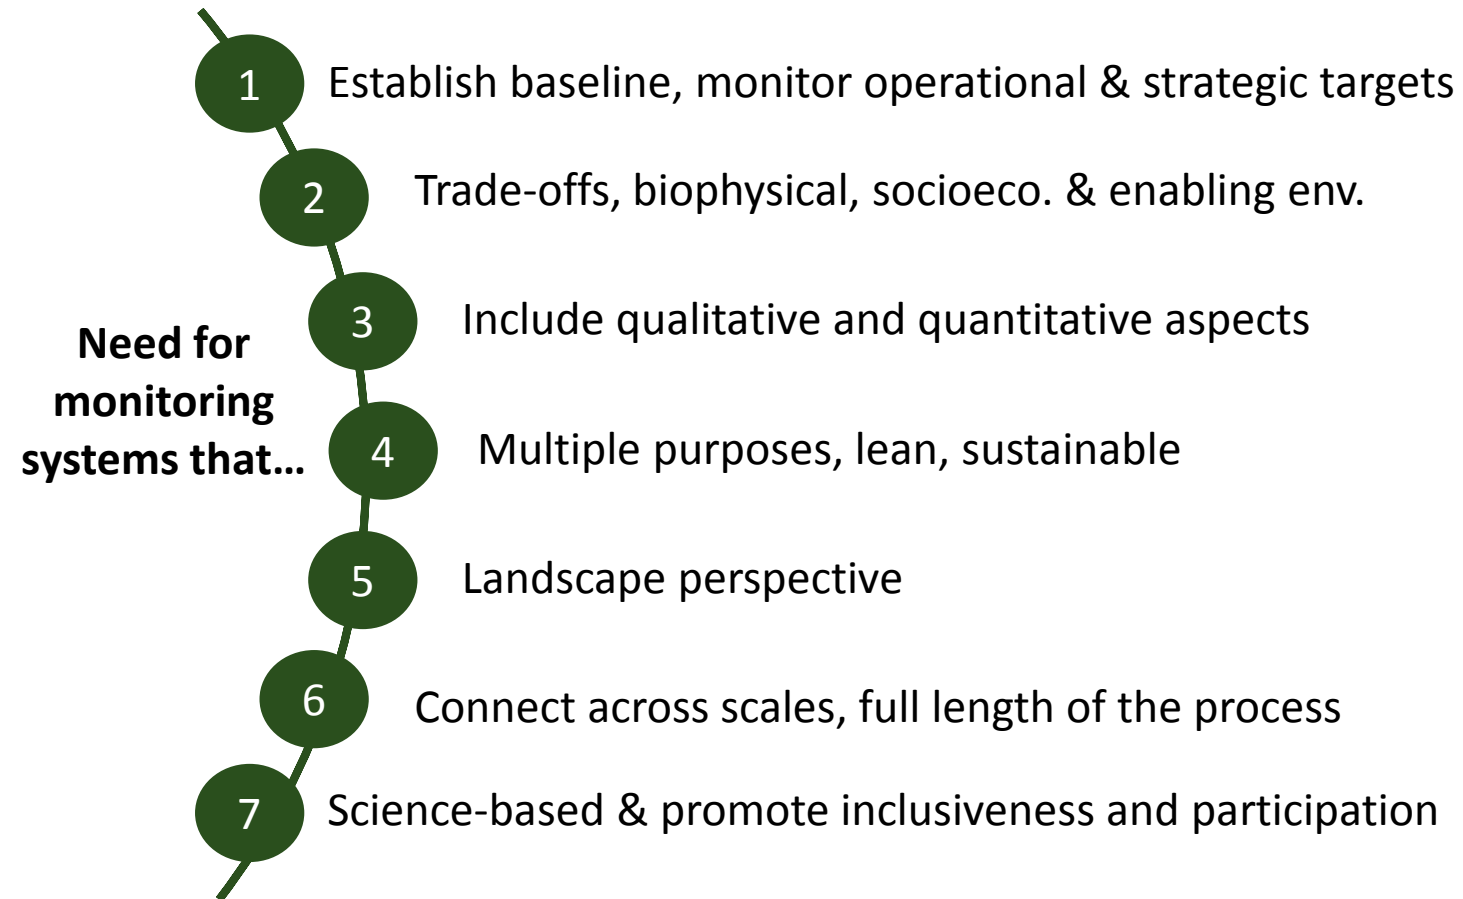 Need for
monitoring
systems that...
1
Establish baseline, monitor operational & strategic targets
2
Trade-offs, biophysical, socioeco. & enabling env.
3
Include qualitative and quantitative aspects
4
Multiple purposes, lean, sustainable
5
Landscape perspective
6
Connect across scales, full length of the process
7
Science-based & promote inclusiveness and participation